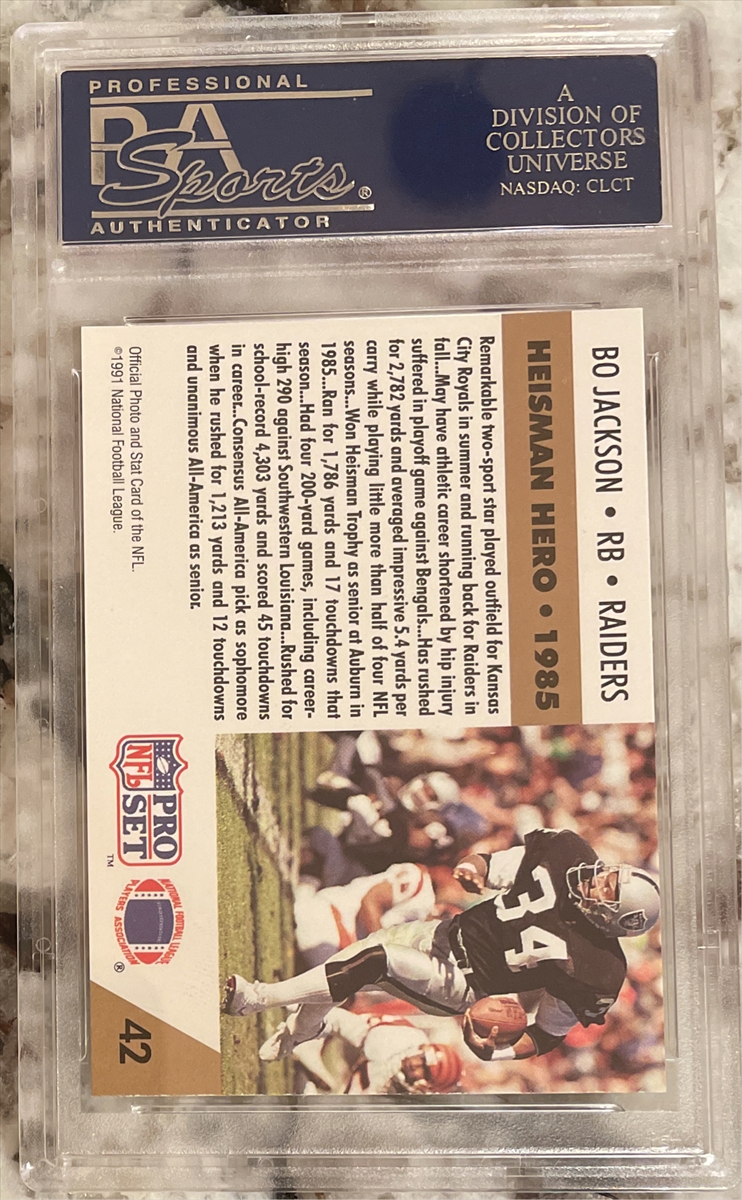 PROFESSIONAL
PSA
Sports®
AUTHENTICATOR
A
DIVISION OF
COLLECTORS
UNIVERSE
NASDAQ: CLCT
BO JACKSON • RB • RAIDERS
HEISMAN HERO • 1985
Remarkable two-sport star played outfield for Kansas
City Royals in summer and running back for Raiders in
fall...May have athletic career shortened by hip injury
suffered in playoff game against Bengals...Has rushed
for 2,782 yards and averaged impressive 5.4 yards per
carry while playing little more than half of four NFL
seasons...Won Heisman Trophy as senior at Auburn in
1985...Ran for 1,786 yards and 17 touchdowns that
season...Had four 200-yard games, including career-
high 290 against Southwestern Louisiana...Rushed for
school-record 4,303 yards and scored 45 touchdowns
in career...Consensus All-America pick as sophomore
when he rushed for 1,213 yards and 12 touchdowns
and unanimous All-America as senior.
Official Photo and Stat Card of the NFL.
©1991 National Football League.
34
PRO
NFL SET™
NATIONAL FOOTBALL LEAGUE
PLAYERS ASSOCIATION®
42